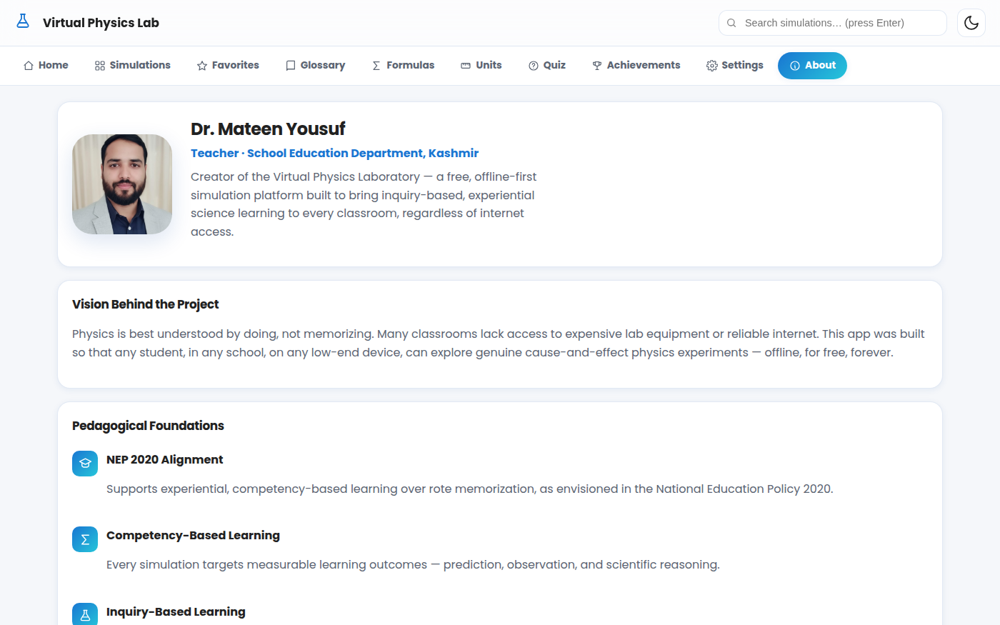 Virtual Physics Lab
Search simulations… (press Enter)
Home
Simulations
Favorites
Glossary
Formulas
Units
Quiz
Achievements
Settings
About
Dr. Mateen Yousuf
Teacher · School Education Department, Kashmir
Creator of the Virtual Physics Laboratory — a free, offline-first
simulation platform built to bring inquiry-based, experiential
science learning to every classroom, regardless of internet
access.
Vision Behind the Project
Physics is best understood by doing, not memorizing. Many classrooms lack access to expensive lab equipment or reliable internet. This app was built
so that any student, in any school, on any low-end device, can explore genuine cause-and-effect physics experiments — offline, for free, forever.
Pedagogical Foundations
NEP 2020 Alignment
Supports experiential, competency-based learning over rote memorization, as envisioned in the National Education Policy 2020.
Competency-Based Learning
Every simulation targets measurable learning outcomes — prediction, observation, and scientific reasoning.
Inquiry-Based Learning